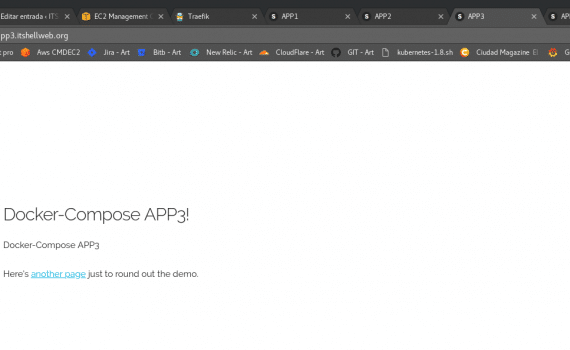 Editar entrada ‹ ITS
EC2 Management C
Traefik
APP1
APP2
APP3
pp3.itshellweb.org
t pro
Aws CMDEC2
Jira - Art
Bitb - Art
New Relic - Art
CloudFlare - Art
GIT - Art
kubernetes-1.8.sh
Ciudad Magazine
Docker-Compose APP3!
Docker-Compose APP3
Here's another page just to round out the demo.